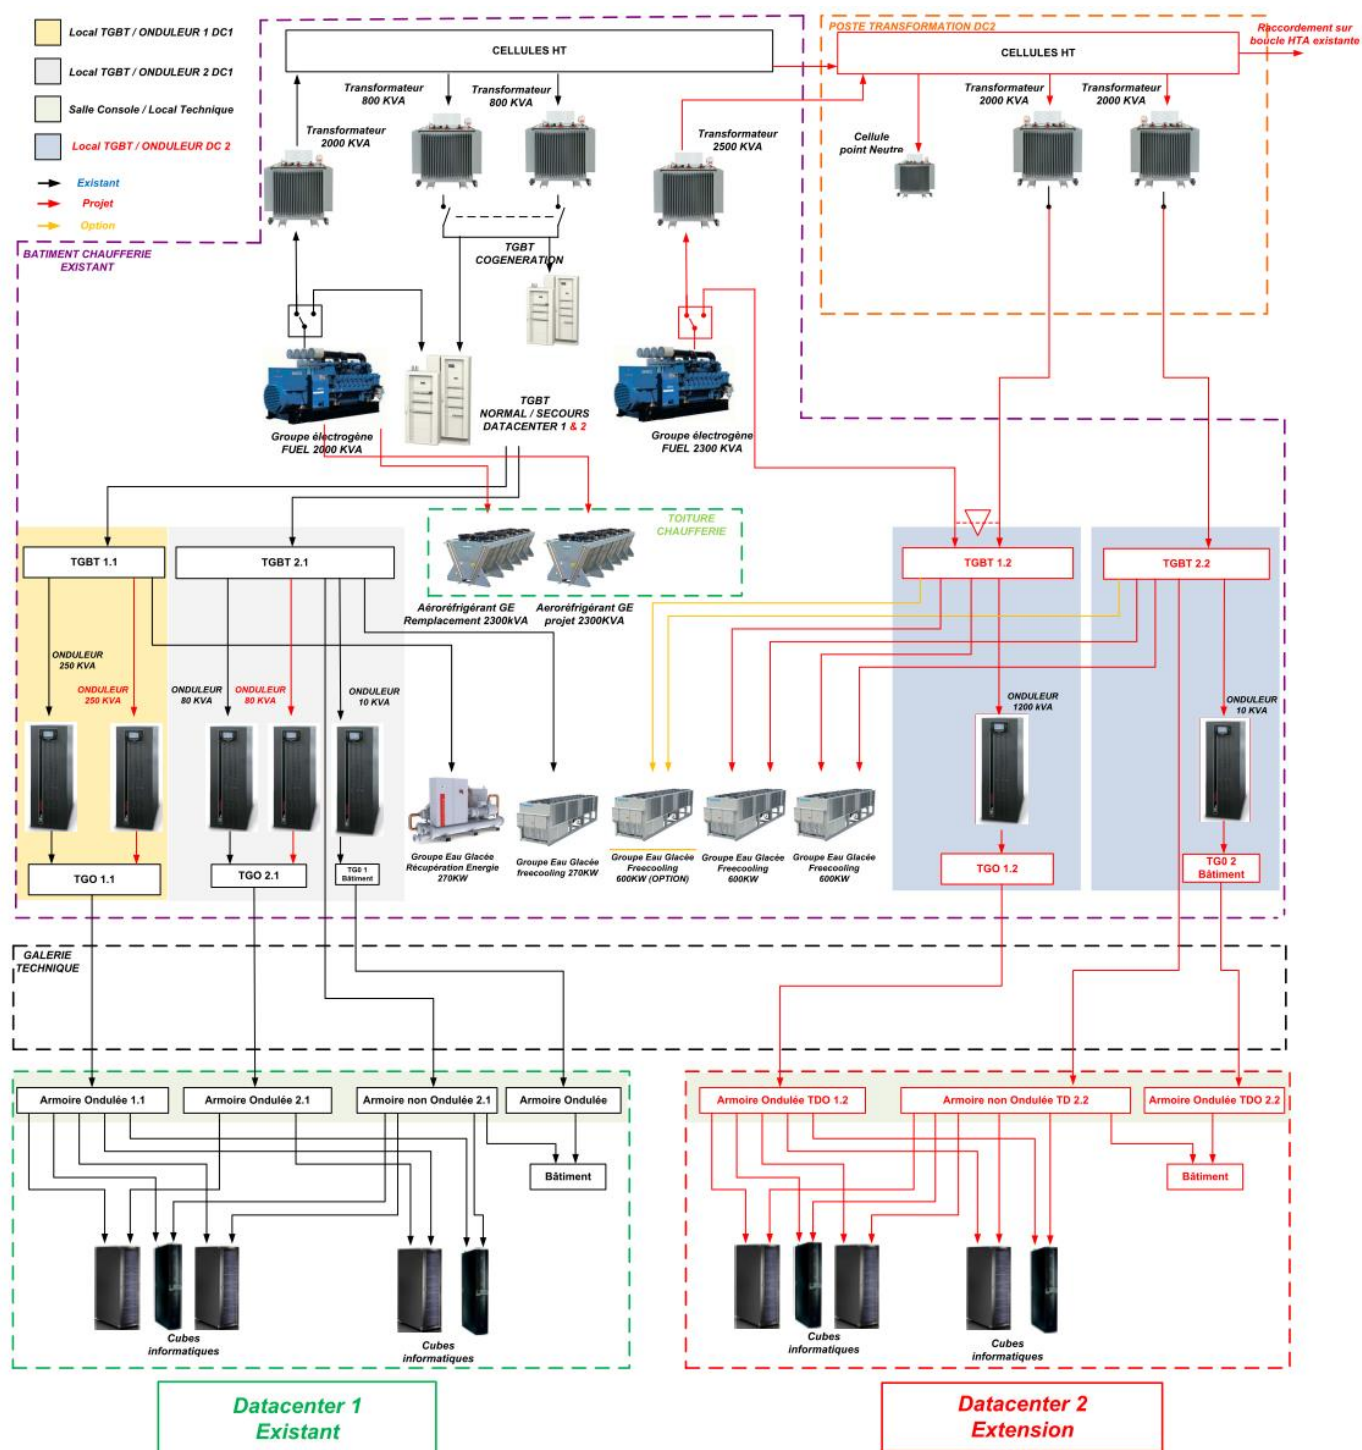 Local TGBT / ONDULEUR 1 DC1
Local TGBT / ONDULEUR 2 DC1
Salle Console / Local Technique
Local TGBT / ONDULEUR DC 2
Existant
Projet
Option
BATIMENT CHAUFFERIE
EXISTANT
CELLULES HT
Transformateur
800 KVA
Transformateur
800 KVA
Transformateur
2000 KVA
Transformateur
2500 KVA
POSTE TRANSFORMATION DC2
CELLULES HT
Raccordement sur
boucle HTA existante
Transformateur
2000 KVA
Transformateur
2000 KVA
Cellule
point Neutre
TGBT
COGENERATION
Groupe électrogène
FUEL 2000 KVA
TGBT
NORMAL / SECOURS
DATACENTER 1 & 2
Groupe électrogène
FUEL 2300 KVA
TOITURE
CHAUFFERIE
Aéroréfrigérant GE
Remplacement 2300kVA
Aeroréfrigérant GE
projet 2300KVA
TGBT 1.1
TGBT 2.1
TGBT 1.2
TGBT 2.2
ONDULEUR
250 KVA
ONDULEUR
250 KVA
ONDULEUR
80 KVA
ONDULEUR
80 KVA
ONDULEUR
10 KVA
ONDULEUR
1200 kVA
ONDULEUR
10 KVA
Groupe Eau Glacée
Récupération Energie
270KW
Groupe Eau Glacée
freecooling 270KW
Groupe Eau Glacée
Freecooling
600KW (OPTION)
Groupe Eau Glacée
Freecooling
600KW
Groupe Eau Glacée
Freecooling
600KW
TGO 1.1
TGO 2.1
TG0 1
Bâtiment
TGO 1.2
TG0 2
Bâtiment
GALERIE
TECHNIQUE
Armoire Ondulée 1.1
Armoire Ondulée 2.1
Armoire non Ondulée 2.1
Armoire Ondulée
Bâtiment
Cubes
informatiques
Cubes
informatiques
Armoire Ondulée TDO 1.2
Armoire non Ondulée TD 2.2
Armoire Ondulée TDO 2.2
Bâtiment
Cubes
informatiques
Cubes
informatiques
Datacenter 1
Existant
Datacenter 2
Extension